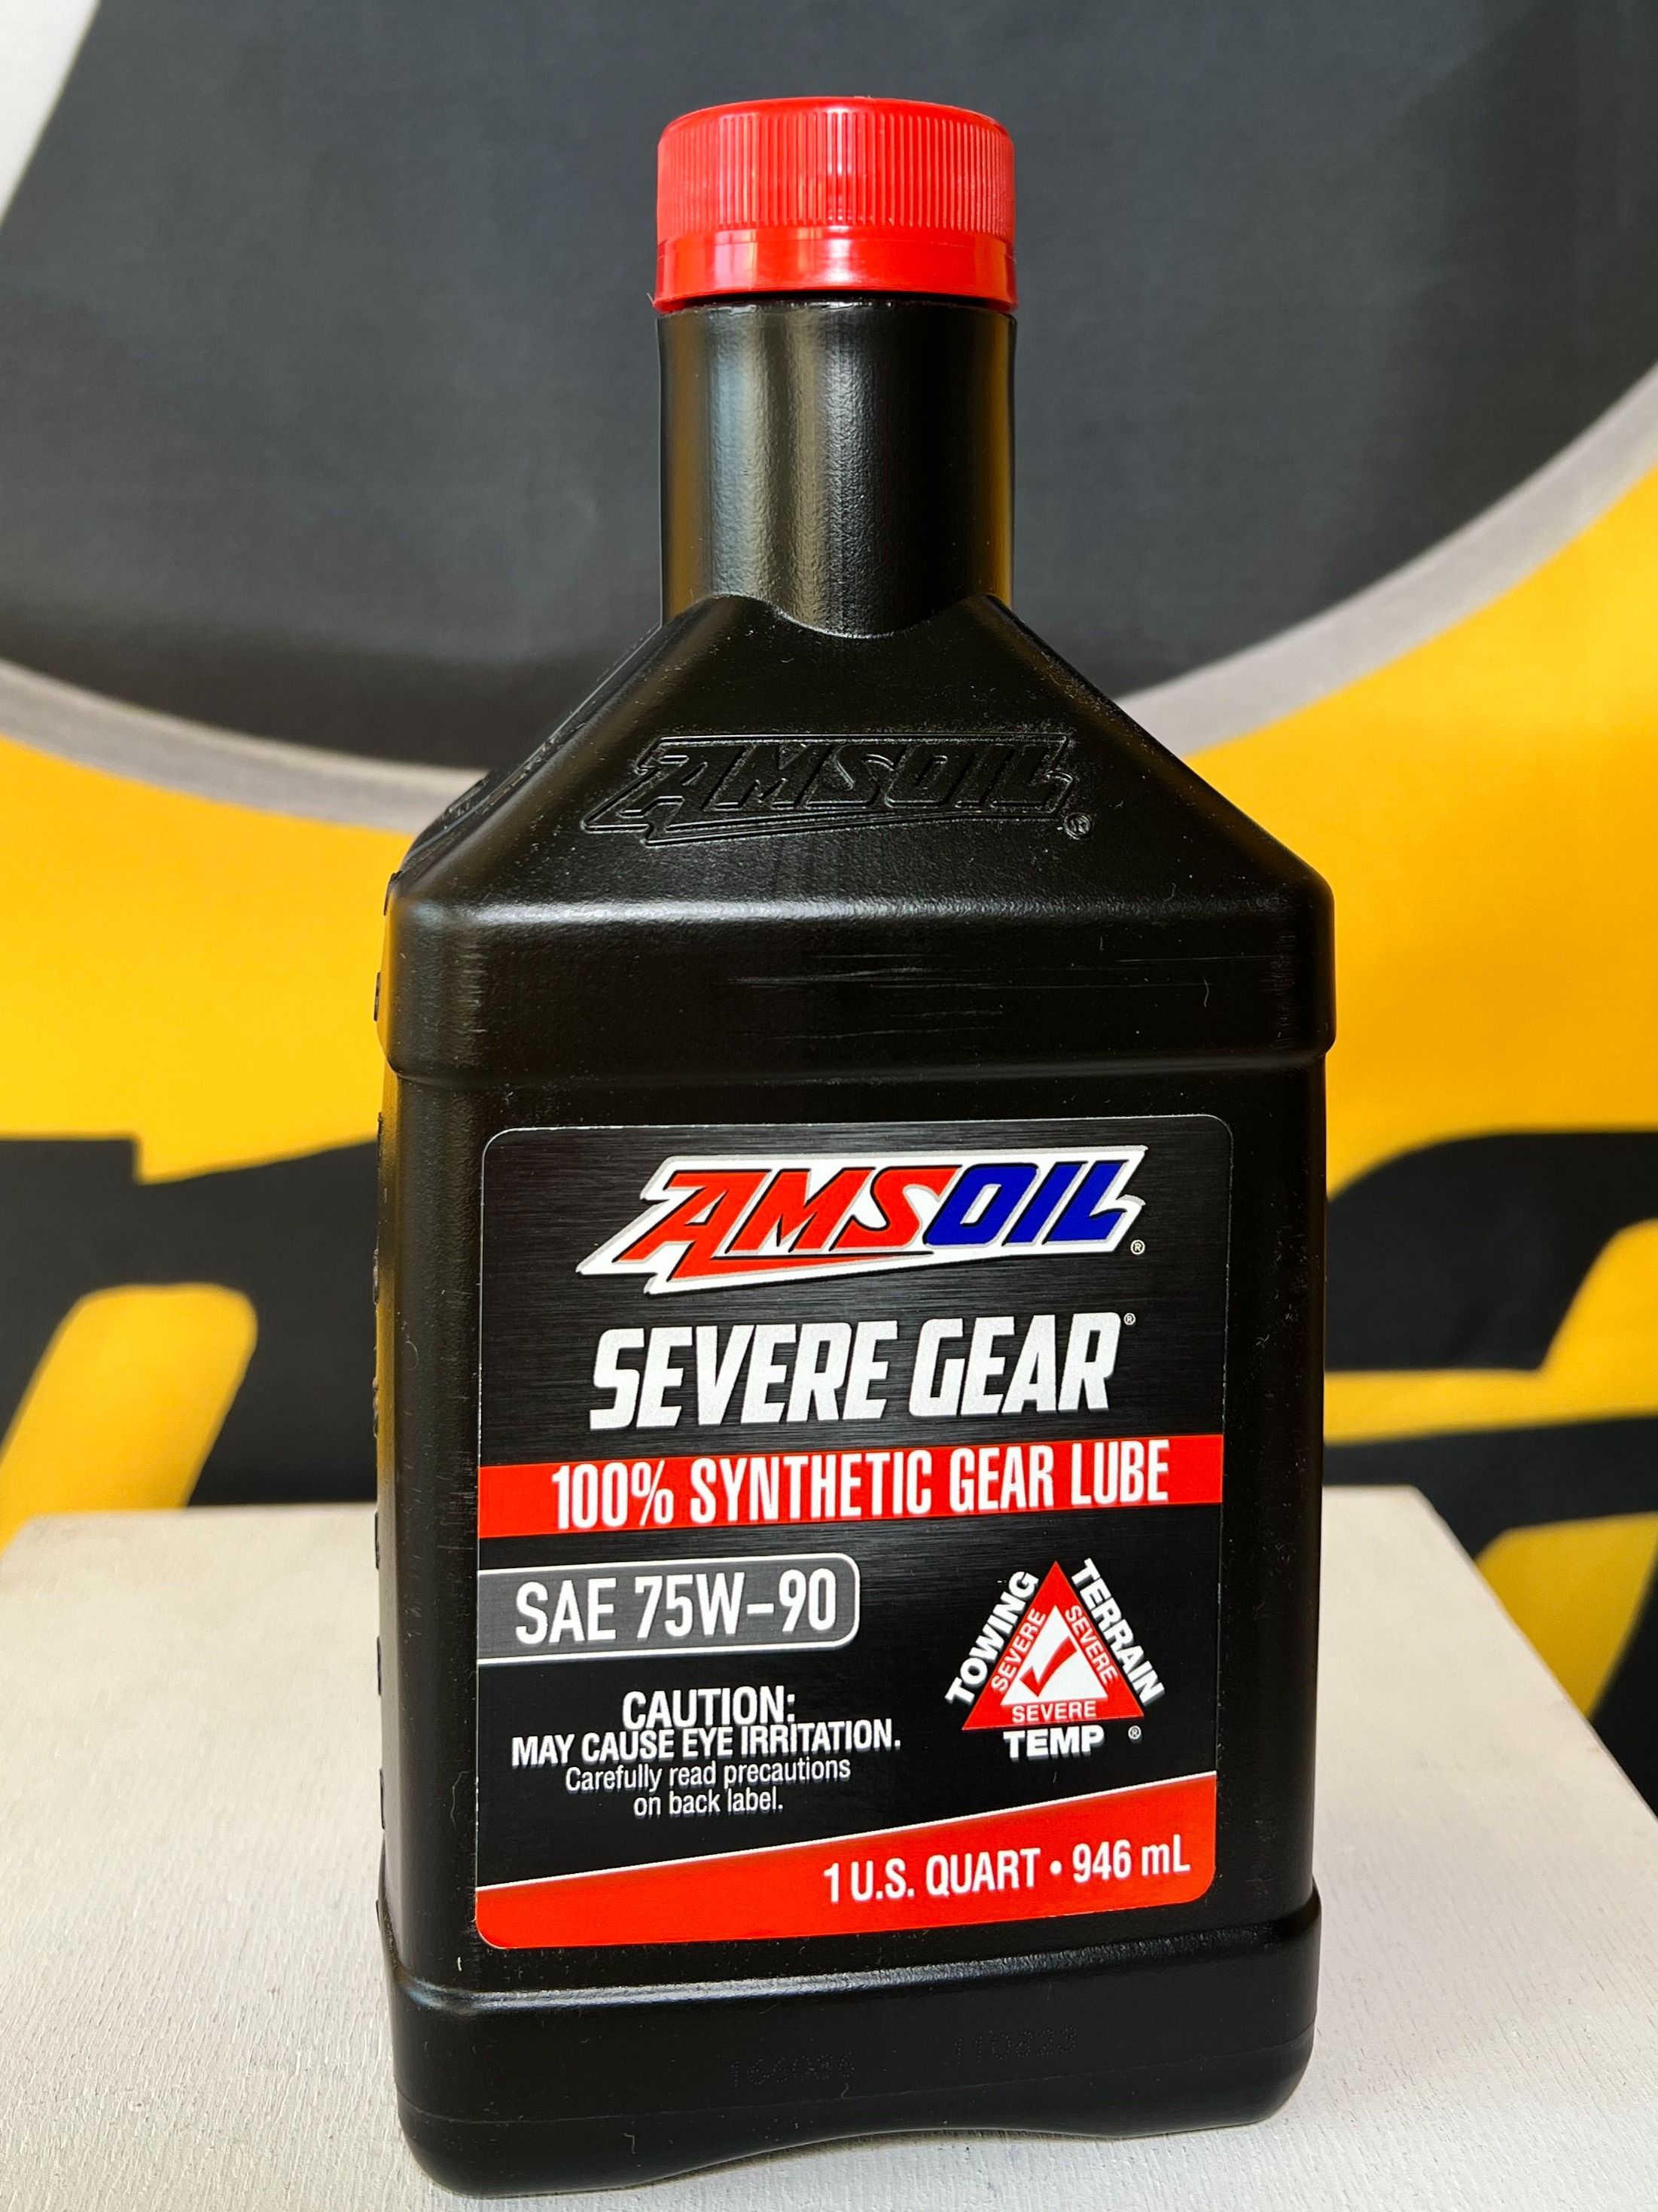 AMSOIL®
AMSOIL®
SEVERE GEAR®
100% SYNTHETIC GEAR LUBE
SAE 75W-90
TOWING TERRAIN
SEVERE SEVERE
SEVERE
TEMP ®
CAUTION:
MAY CAUSE EYE IRRITATION.
Carefully read precautions
on back label.
1 U.S. QUART • 946 mL